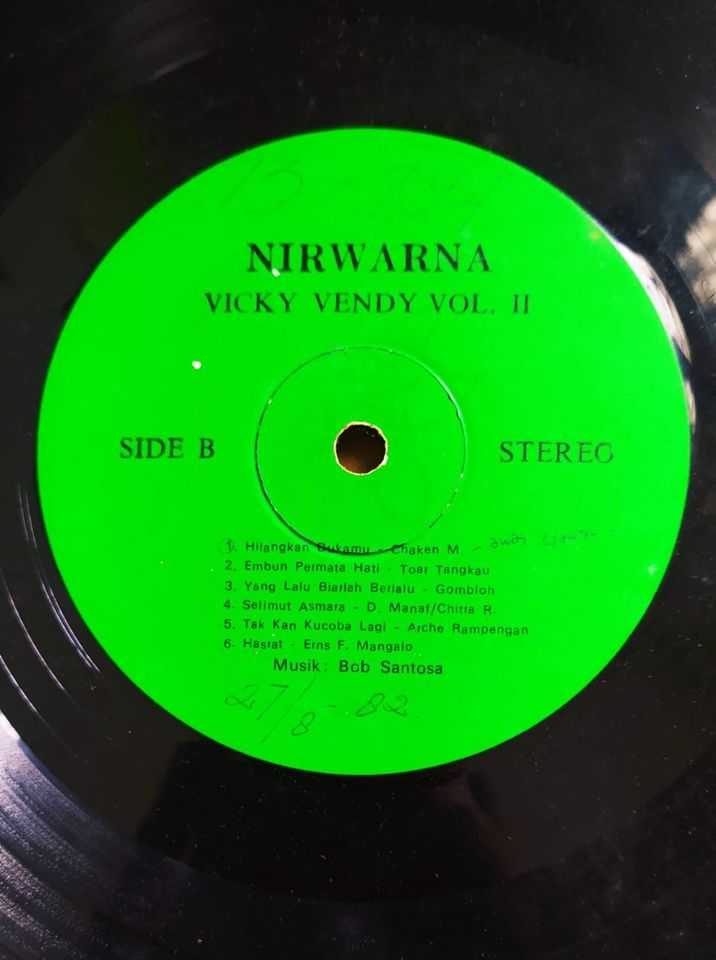 NIRWARNA
VICKY VENDY VOL. II
SIDE B
STEREO
1. Hilangkan Dukamu - Chaken M.
2. Embun Permata Hati - Toar Tangkau
3. Yang Lalu Biarlah Berlalu - Gombloh
4. Selimut Asmara - D. Manaf/Chiria R.
5. Tak Kan Kucoba Lagi - Arche Rampengan
6. Hasrat - Erns F. Mangalo
Musik: Bob Santosa
27/8-82